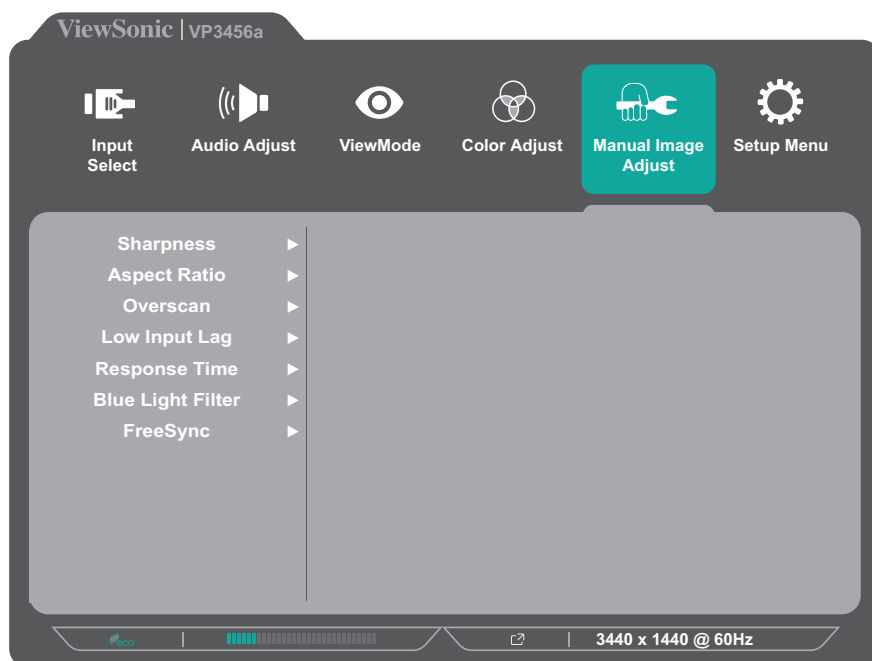 ViewSonic | VP3456a
Input Select
Audio Adjust
ViewMode
Color Adjust
Manual Image Adjust
Setup Menu
Sharpness
Aspect Ratio
Overscan
Low Input Lag
Response Time
Blue Light Filter
FreeSync
eco
3440 x 1440 @ 60Hz